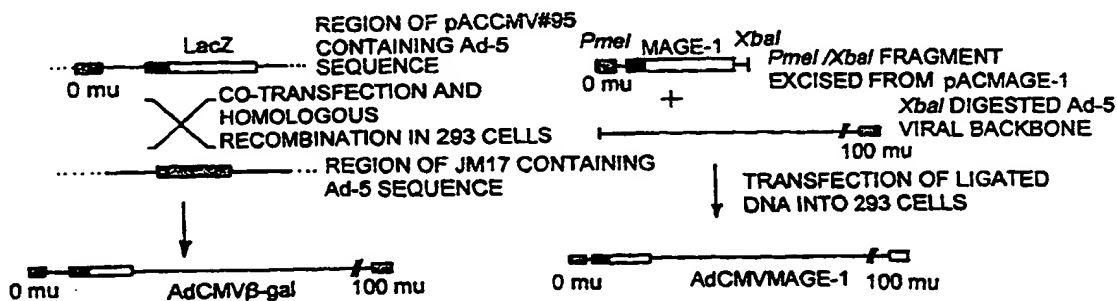 LacZ
REGION OF pACCMV#95
CONTAINING Ad-5
SEQUENCE
0 mu
CO-TRANSFECTION AND
HOMOLOGOUS
RECOMBINATION IN 293 CELLS
REGION OF JM17 CONTAINING
Ad-5 SEQUENCE
0 mu
AdCMVβ-gal
100 mu
PmeI
MAGE-1
XbaI
0 mu
PmeI/XbaI FRAGMENT
EXCISED FROM pACMAGE-1
+
XbaI DIGESTED Ad-5
VIRAL BACKBONE
100 mu
TRANSFECTION OF LIGATED
DNA INTO 293 CELLS
0 mu
AdCMVMAGE-1
100 mu